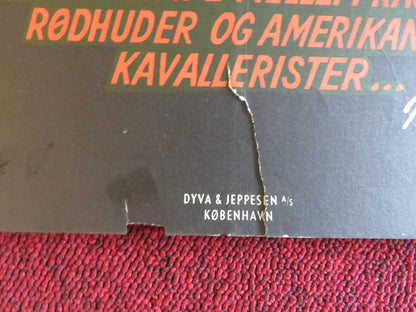 RØDHUDER OG AMERIKAN
KAVALLERISTER...
DYVA & JEPPESEN A/S
KØBENHAVN